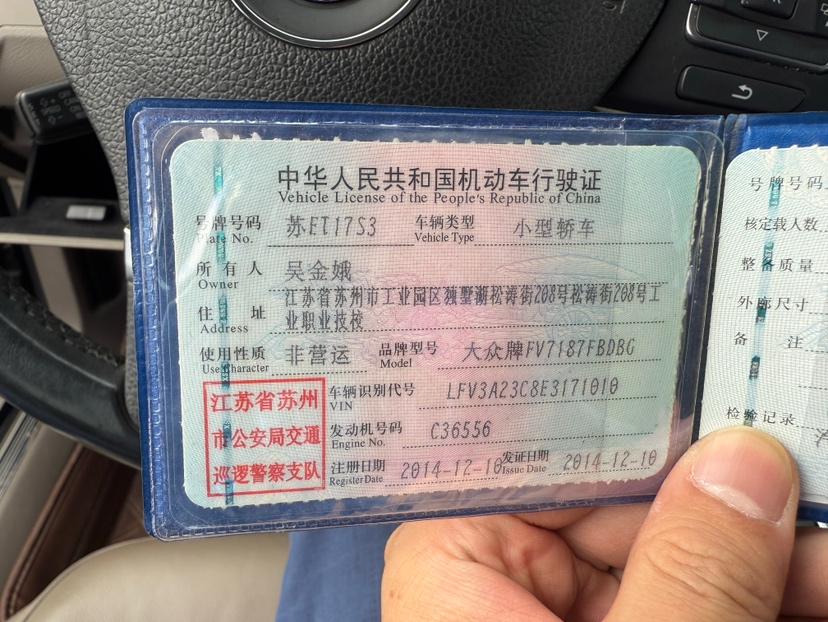 中华人民共和国机动车行驶证
Vehicle License of the People's Republic of China
号牌号码 苏ET17S3 车辆类型 小型轿车
Plate No. Vehicle Type
所有人 吴金娥
Owner
住址 江苏省苏州市工业园区独墅湖松涛街208号松涛街208号工
Address 业职业技校
使用性质 非营运 品牌型号 大众牌FV7187FBDBG
Use Character Model
江苏省苏州
市公安局交通
巡逻警察支队
车辆识别代号 LFV3A23C8E3171010
VIN
发动机号码 C36556
Engine No.
注册日期 2014-12-10 发证日期 2014-12-10
Register Date Issue Date
号牌号码
核定载人数
整备质量
外廓尺寸
备注
检验记录